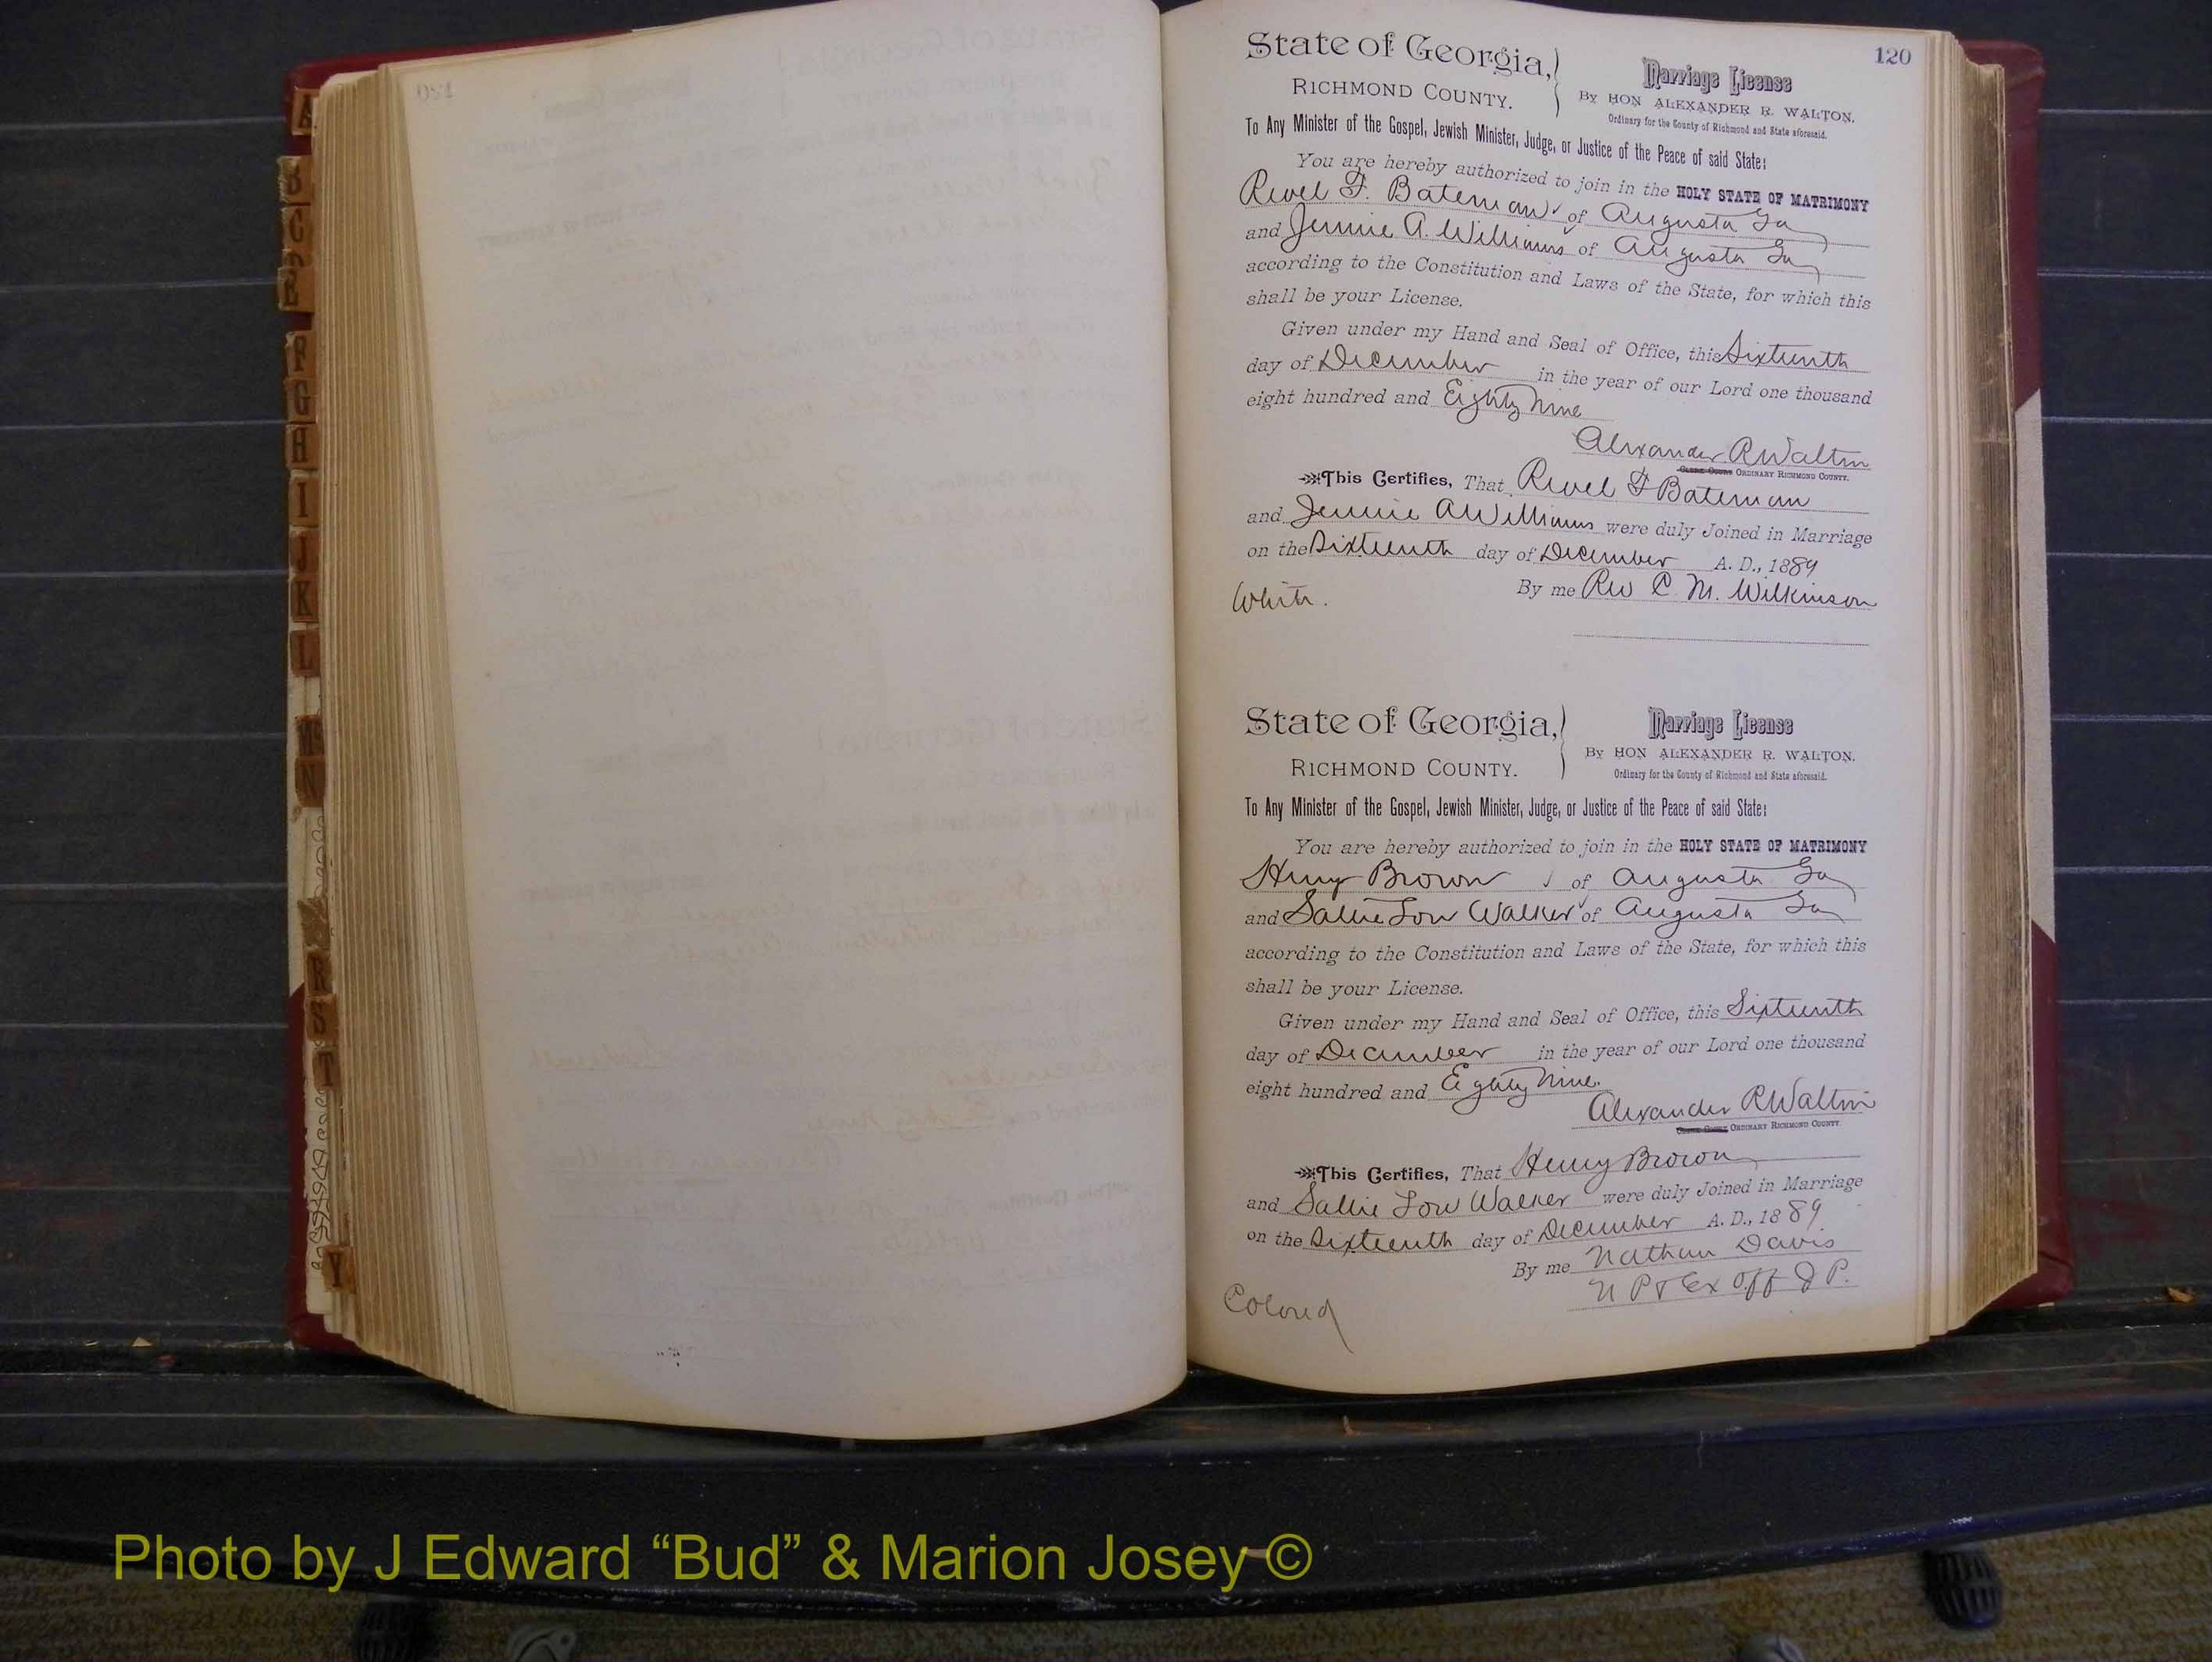 120
State of Georgia,
RICHMOND COUNTY.
Marriage License
By HON ALEXANDER R. WALTON.
Ordinary for the County of Richmond and State aforesaid.
To Any Minister of the Gospel, Jewish Minister, Judge, or Justice of the Peace of said State:
You are hereby authorized to join in the HOLY STATE OF MATRIMONY
Revel F. Bateman of Augusta Ga
and Jennie A. Williams of Augusta Ga
according to the Constitution and Laws of the State, for which this
shall be your License.
Given under my Hand and Seal of Office, this Sixteenth
day of December in the year of our Lord one thousand
eight hundred and Eighty Nine
Alexander R Walton
CLERK COURT ORDINARY RICHMOND COUNTY.
This Certifies, That Revel F Bateman
and Jennie A Williams were duly Joined in Marriage
on the Sixteenth day of December A. D., 1889
By me Rev C. M. Wilkinson
White.
State of Georgia,
RICHMOND COUNTY.
Marriage License
By HON ALEXANDER R. WALTON.
Ordinary for the County of Richmond and State aforesaid.
To Any Minister of the Gospel, Jewish Minister, Judge, or Justice of the Peace of said State:
You are hereby authorized to join in the HOLY STATE OF MATRIMONY
Henry Brown of Augusta Ga
and Sallie Low Walker of Augusta Ga
according to the Constitution and Laws of the State, for which this
shall be your License.
Given under my Hand and Seal of Office, this Sixteenth
day of December in the year of our Lord one thousand
eight hundred and Eighty Nine.
Alexander R Walton
CLERK COURT ORDINARY RICHMOND COUNTY.
This Certifies, That Henry Brown
and Sallie Low Walker were duly Joined in Marriage
on the Sixteenth day of December A. D., 1889
By me Nathan Davis
N P & Ex Off J P.
Colored
A
B
C
D
E
F
G
H
I
J
K
L
Mc
N
R
S
T
Y
Photo by J Edward “Bud” & Marion Josey ©